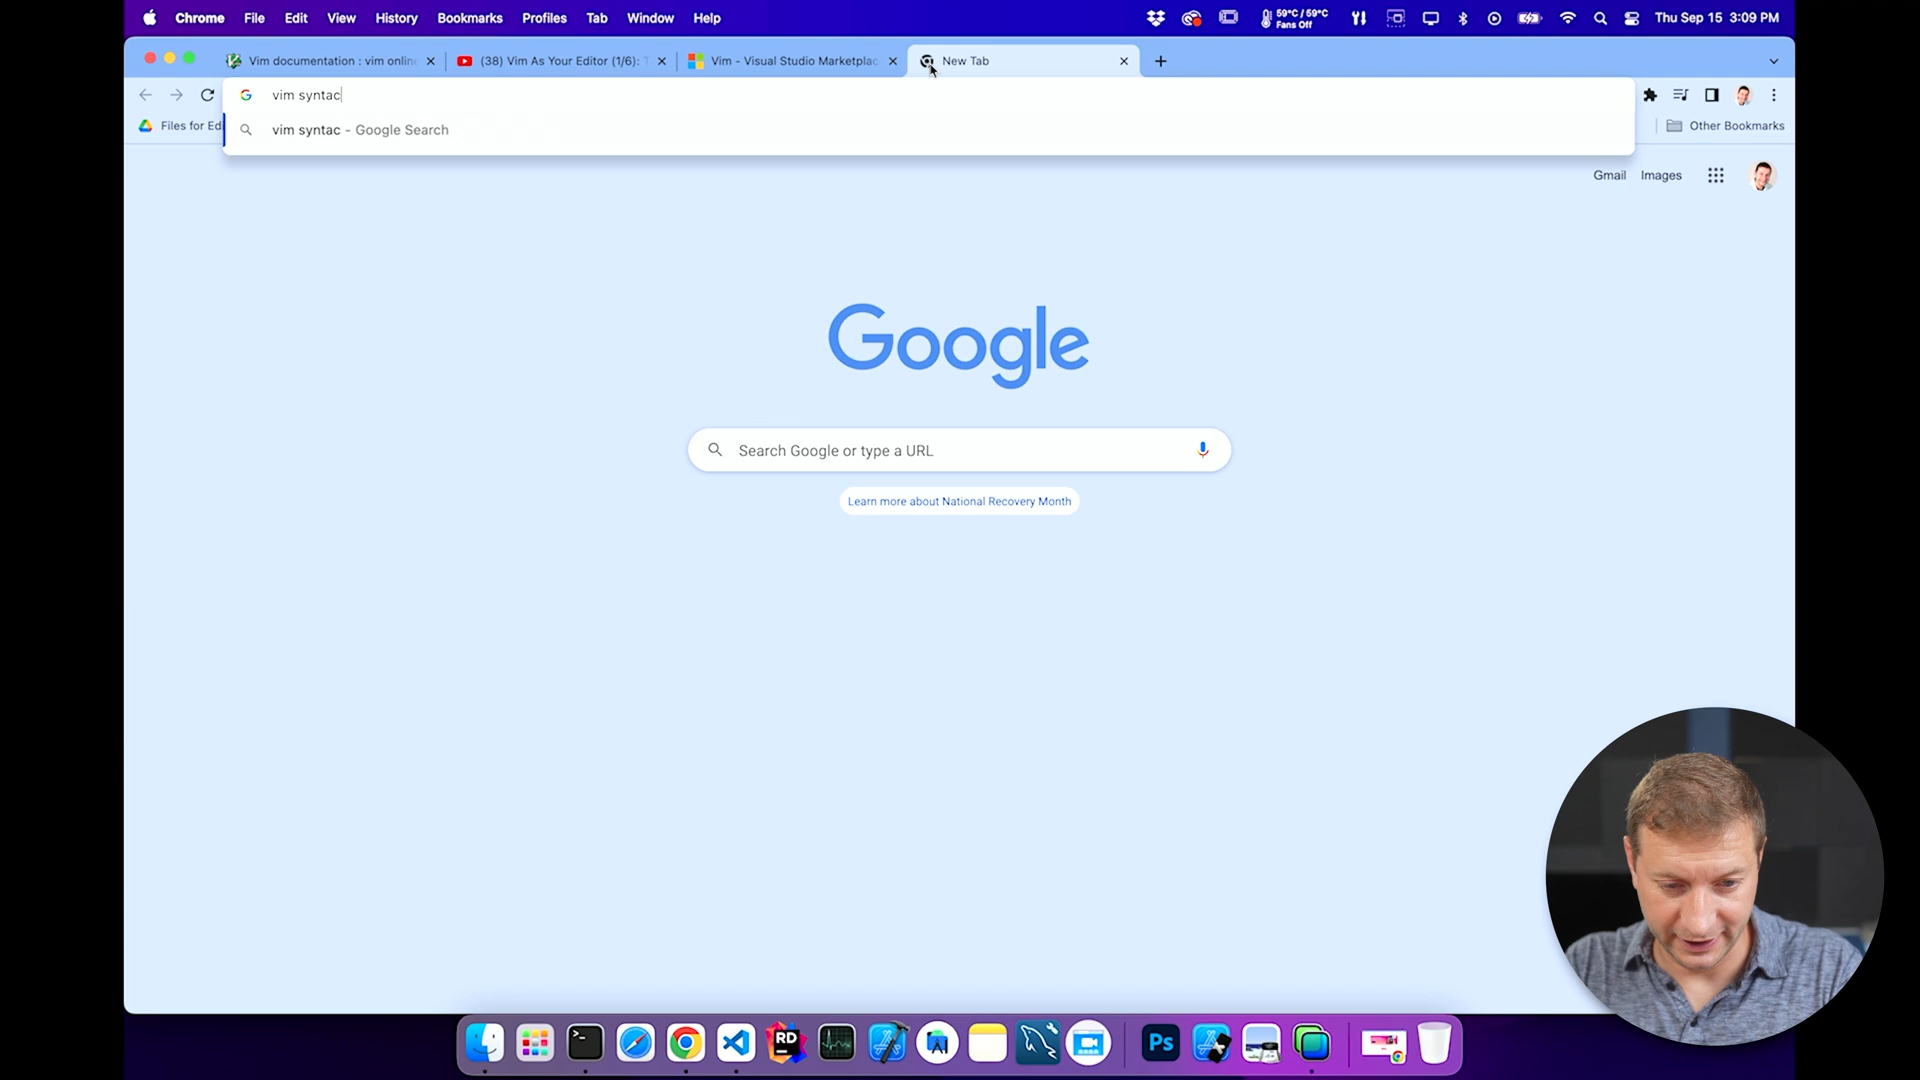 Chrome File Edit View History Bookmarks Profiles Tab Window Help
59°C / 59°C
Fans Off
Thu Sep 15 3:09 PM
Vim documentation : vim online
(38) Vim As Your Editor (1/6):
Vim - Visual Studio Marketplac
New Tab
vim syntac
Files for Ed
vim syntac - Google Search
Other Bookmarks
Gmail Images
Google
Search Google or type a URL
Learn more about National Recovery Month
>_
RD
Ps